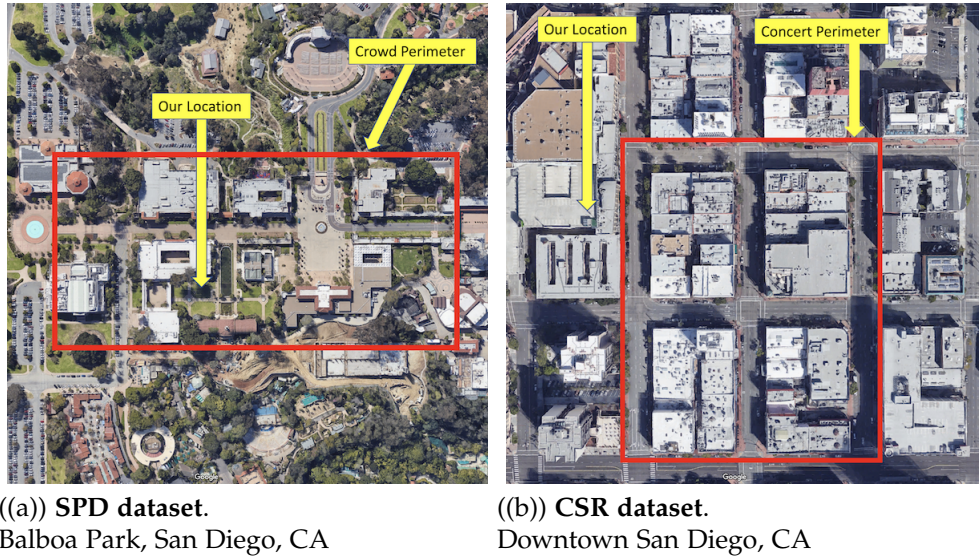 Crowd Perimeter
Our Location
Google
((a)) SPD dataset.
Balboa Park, San Diego, CA
Our Location
Concert Perimeter
Google
((b)) CSR dataset.
Downtown San Diego, CA